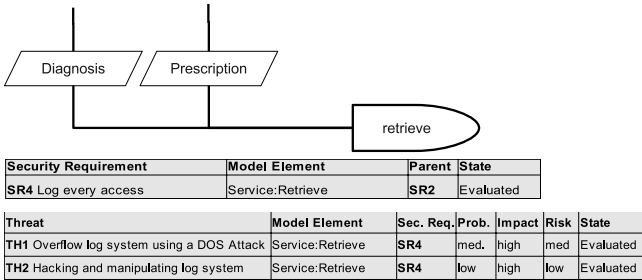 Diagnosis Prescription
retrieve
Security Requirement Model Element Parent State
SR4 Log every access Service:Retrieve SR2 Evaluated
Threat Model Element Sec. Req. Prob. Impact Risk State
TH1 Overflow log system using a DOS Attack Service:Retrieve SR4 med. high med Evaluated
TH2 Hacking and manipulating log system Service:Retrieve SR4 low high low Evaluated